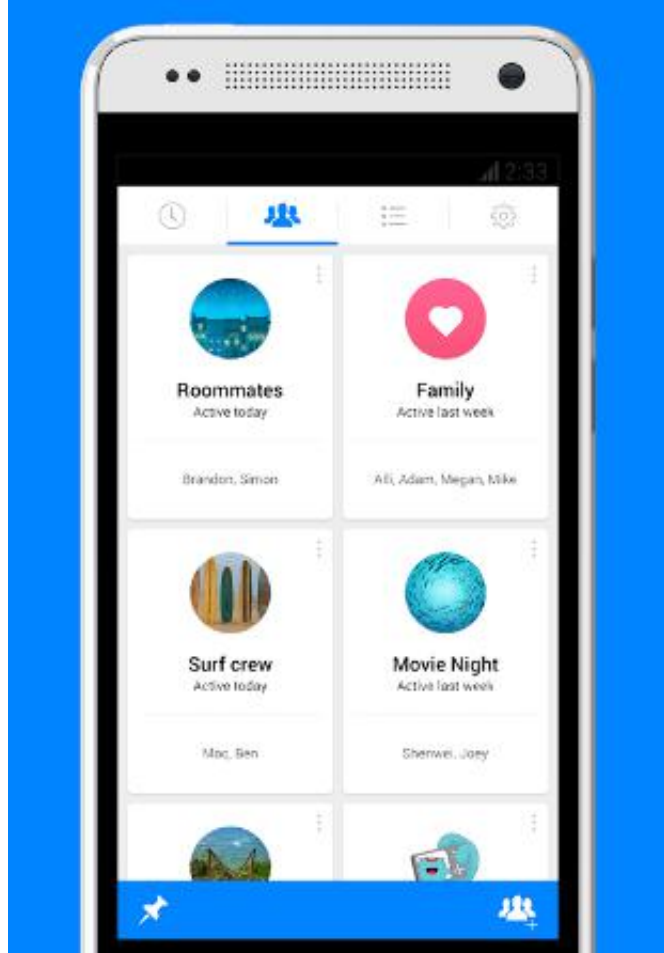 2:33
Roommates
Active today
Brandon, Simon
Family
Active last week
Alli, Adam, Megan, Mike
Surf crew
Active today
Mac, Ben
Movie Night
Active last week
Shenwei, Joey